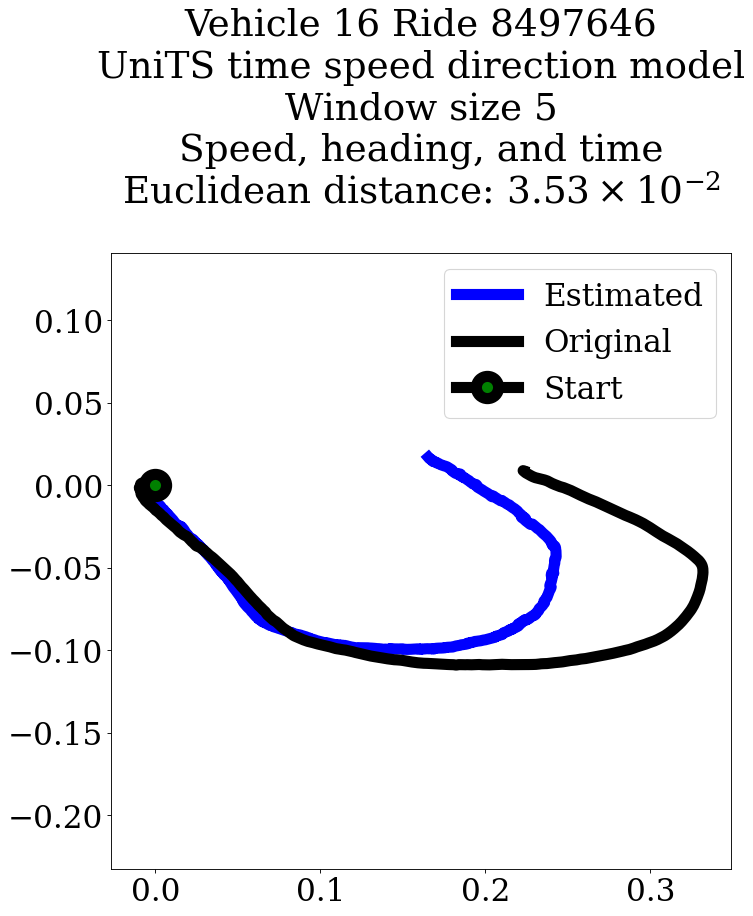 Vehicle 16 Ride 8497646
UniTS time speed direction model
Window size 5
Speed, heading, and time
Euclidean distance: 3.53 × 10⁻²
Estimated
Original
Start
0.10
0.05
0.00
−0.05
−0.10
−0.15
−0.20
0.0 0.1 0.2 0.3